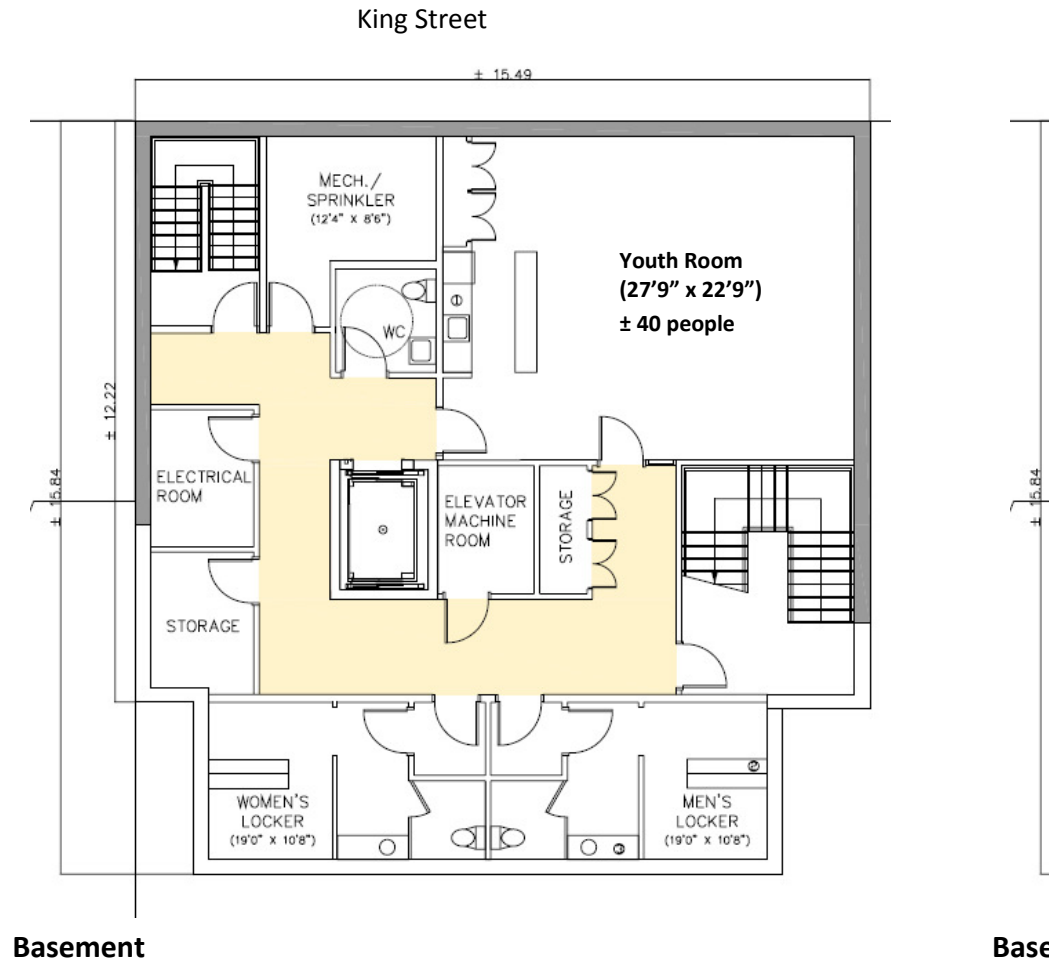 King Street
± 15.49
MECH./
SPRINKLER
(12'4" X 8'6")
Youth Room
(27'9" x 22'9")
± 40 people
WC
± 12.22
± 15.84
± 15.84
ELECTRICAL
ROOM
ELEVATOR
MACHINE
ROOM
STORAGE
STORAGE
WOMEN'S
LOCKER
(19'0" X 10'8")
MEN'S
LOCKER
(19'0" X 10'8")
Basement
Base